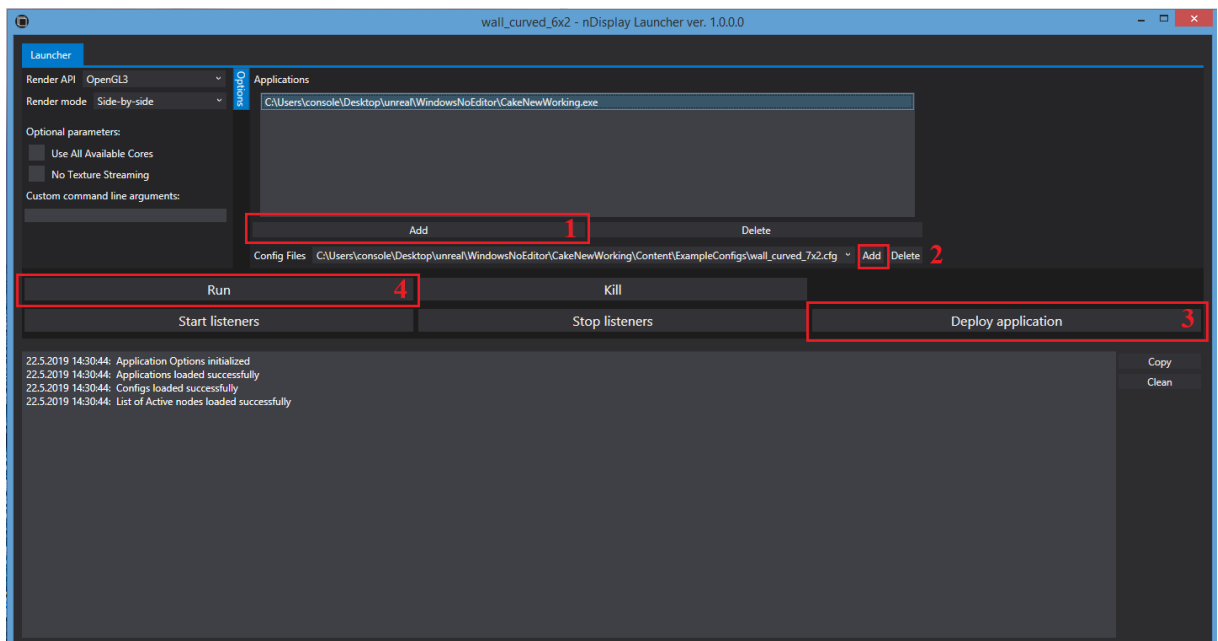 wall_curved_6x2 - nDisplay Launcher ver. 1.0.0.0
Launcher
Render API OpenGL3
Render mode Side-by-side
Optional parameters:
Use All Available Cores
No Texture Streaming
Custom command line arguments:
Options
Applications
C:\Users\console\Desktop\unreal\WindowsNoEditor\CakeNewWorking.exe
Add 1 Delete
Config Files C:\Users\console\Desktop\unreal\WindowsNoEditor\CakeNewWorking\Content\ExampleConfigs\wall_curved_7x2.cfg Add Delete 2
Run 4 Kill
Start listeners Stop listeners Deploy application 3
22.5.2019 14:30:44: Application Options initialized
22.5.2019 14:30:44: Applications loaded successfully
22.5.2019 14:30:44: Configs loaded successfully
22.5.2019 14:30:44: List of Active nodes loaded successfully
Copy
Clean